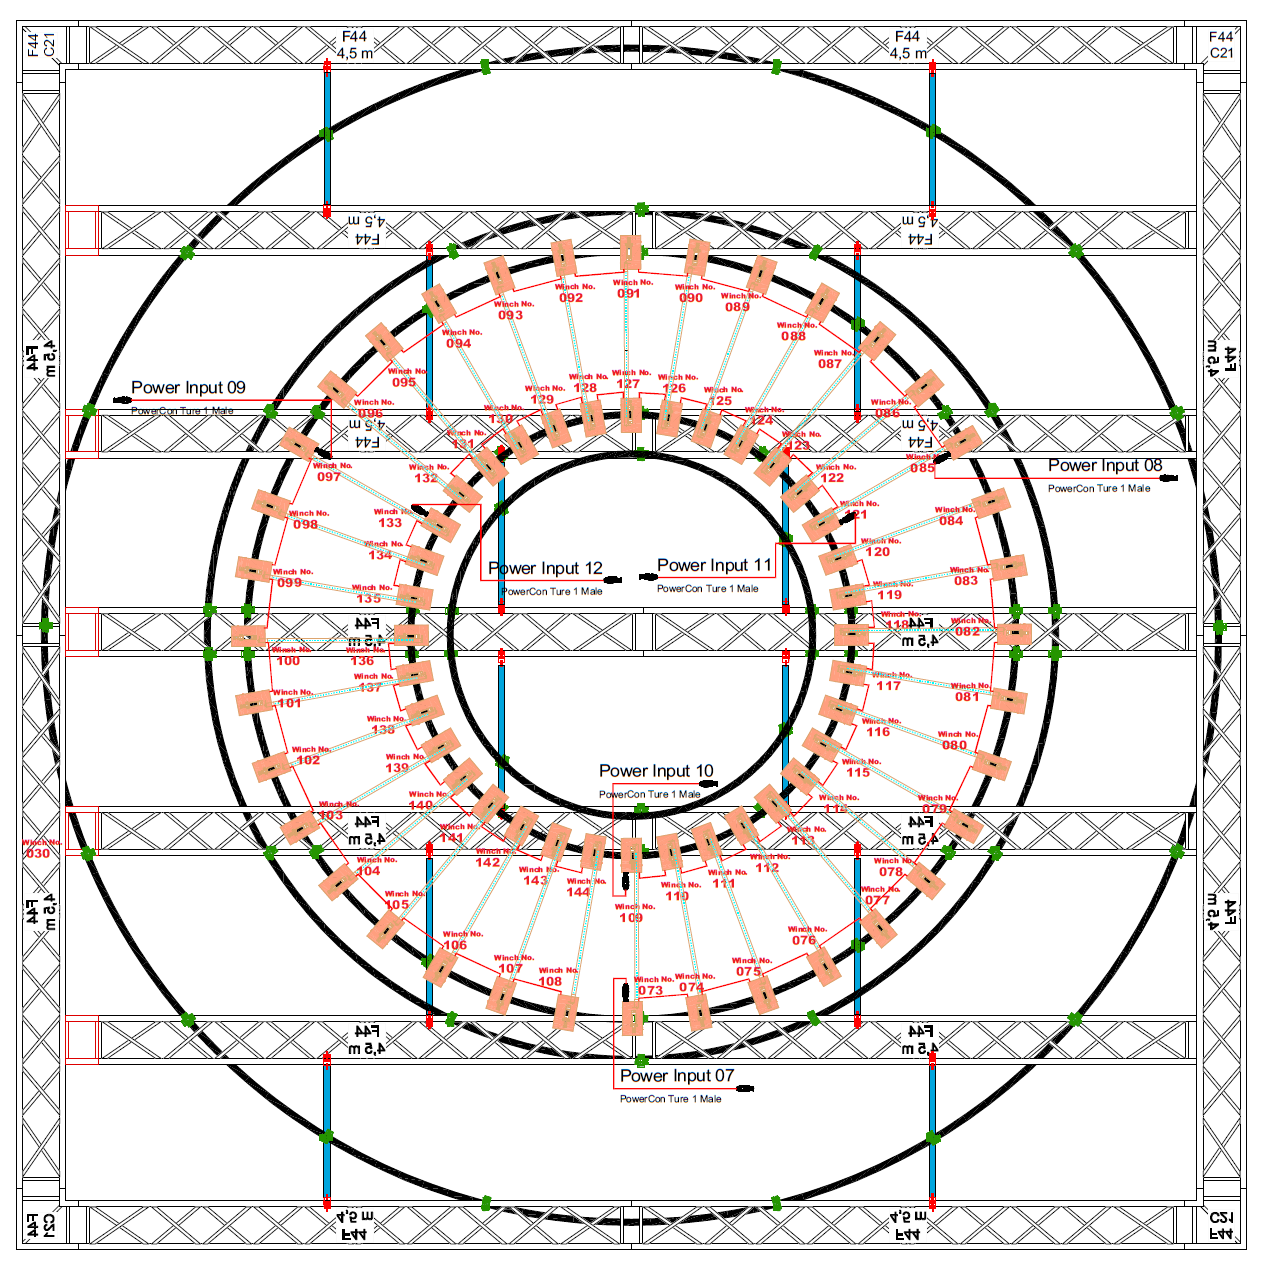 F44
C21
F44
4,5 m
F44
4,5 m
F44
C21
4,5 m
F44
4,5 m
F44
Winch No.
091
Winch No.
092
Winch No.
090
Winch No.
093
Winch No.
089
Winch No.
094
Winch No.
088
Winch No.
095
Winch No.
087
F44
4,5 m
4,5 m
F44
Power Input 09
PowerCon Ture 1 Male
Winch No.
096
Winch No.
129
Winch No.
128
Winch No.
127
Winch No.
126
Winch No.
125
Winch No.
086
Winch No.
130
Winch No.
124
4,5 m
F44
4,5 m
F44
Winch No.
131
Winch No.
123
Winch No.
097
Winch No.
132
Winch No.
122
Winch No.
085
Power Input 08
PowerCon Ture 1 Male
Winch No.
098
Winch No.
133
Winch No.
121
Winch No.
084
Winch No.
134
Winch No.
120
Power Input 12
PowerCon Ture 1 Male
Power Input 11
PowerCon Ture 1 Male
Winch No.
099
Winch No.
135
Winch No.
119
Winch No.
083
F44
4,5 m
Winch No.
118
F44
4,5 m
Winch No.
082
Winch No.
100
Winch No.
136
Winch No.
137
Winch No.
117
Winch No.
101
Winch No.
081
Winch No.
138
Winch No.
116
Winch No.
102
Winch No.
080
Winch No.
139
Winch No.
115
Power Input 10
PowerCon Ture 1 Male
Winch No.
103
Winch No.
140
Winch No.
114
Winch No.
079
F44
4,5 m
F44
4,5 m
Winch No.
030
Winch No.
141
Winch No.
113
Winch No.
104
Winch No.
142
Winch No.
143
Winch No.
144
Winch No.
110
Winch No.
111
Winch No.
112
Winch No.
078
Winch No.
105
Winch No.
109
Winch No.
077
F44
4,5 m
4,5 m
F44
Winch No.
106
Winch No.
076
Winch No.
107
Winch No.
108
Winch No.
073
Winch No.
074
Winch No.
075
F44
4,5 m
F44
4,5 m
Power Input 07
PowerCon Ture 1 Male
F44
C21
4,5 m
F44
4,5 m
F44
C21
F44